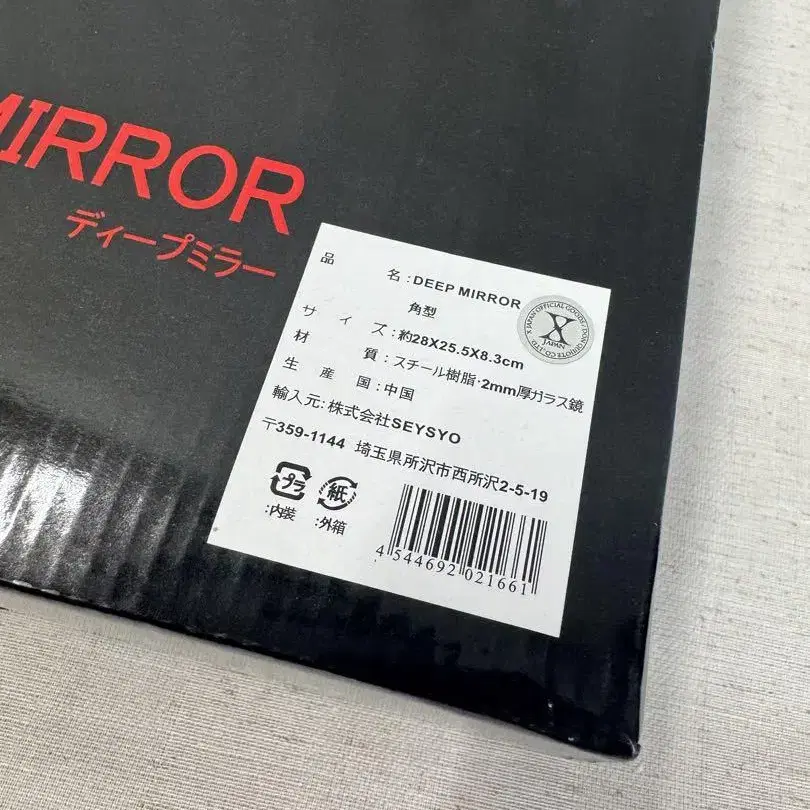 MIRROR
ディープミラー
品 名:DEEP MIRROR
角型
サイズ:約28X25.5X8.3cm
材 質:スチール樹脂・2mm厚ガラス鏡
生産国:中国
輸入元:株式会社SEYSYO
〒359-1144 埼玉県所沢市西所沢2-5-19
プラ 紙
:内装 :外箱
4 544692 021661
X JAPAN OFFICIAL GOODS
X
JAPAN